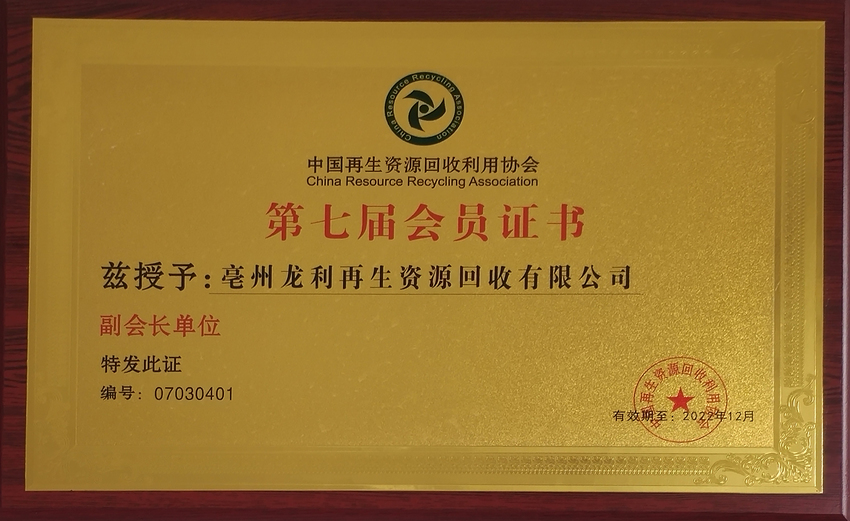 China Resource Recycling Association
中国再生资源回收利用协会
China Resource Recycling Association
第七届会员证书
兹授予：亳州龙利再生资源回收有限公司
副会长单位
特发此证
编号：07030401
中国再生资源回收利用协会
有效期至：2022年12月